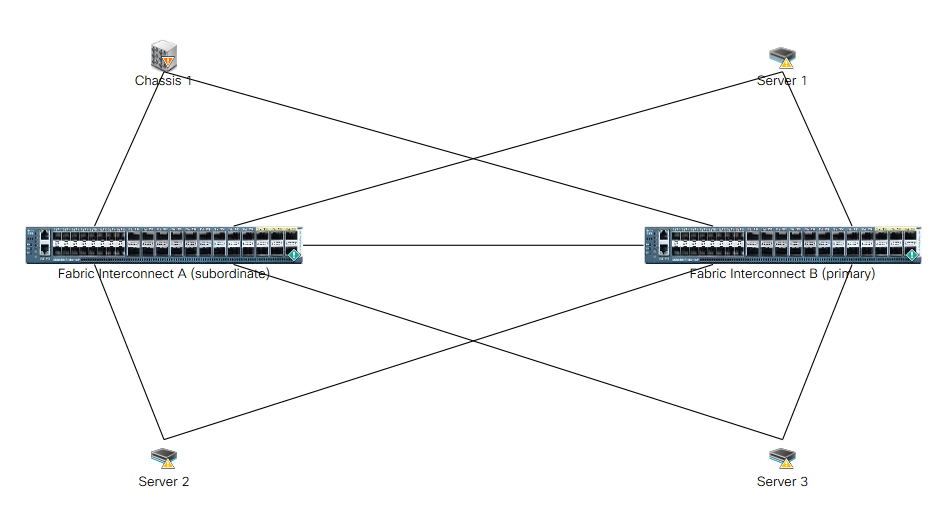 Chassis 1
Server 1
Fabric Interconnect A (subordinate)
Fabric Interconnect B (primary)
Server 2
Server 3